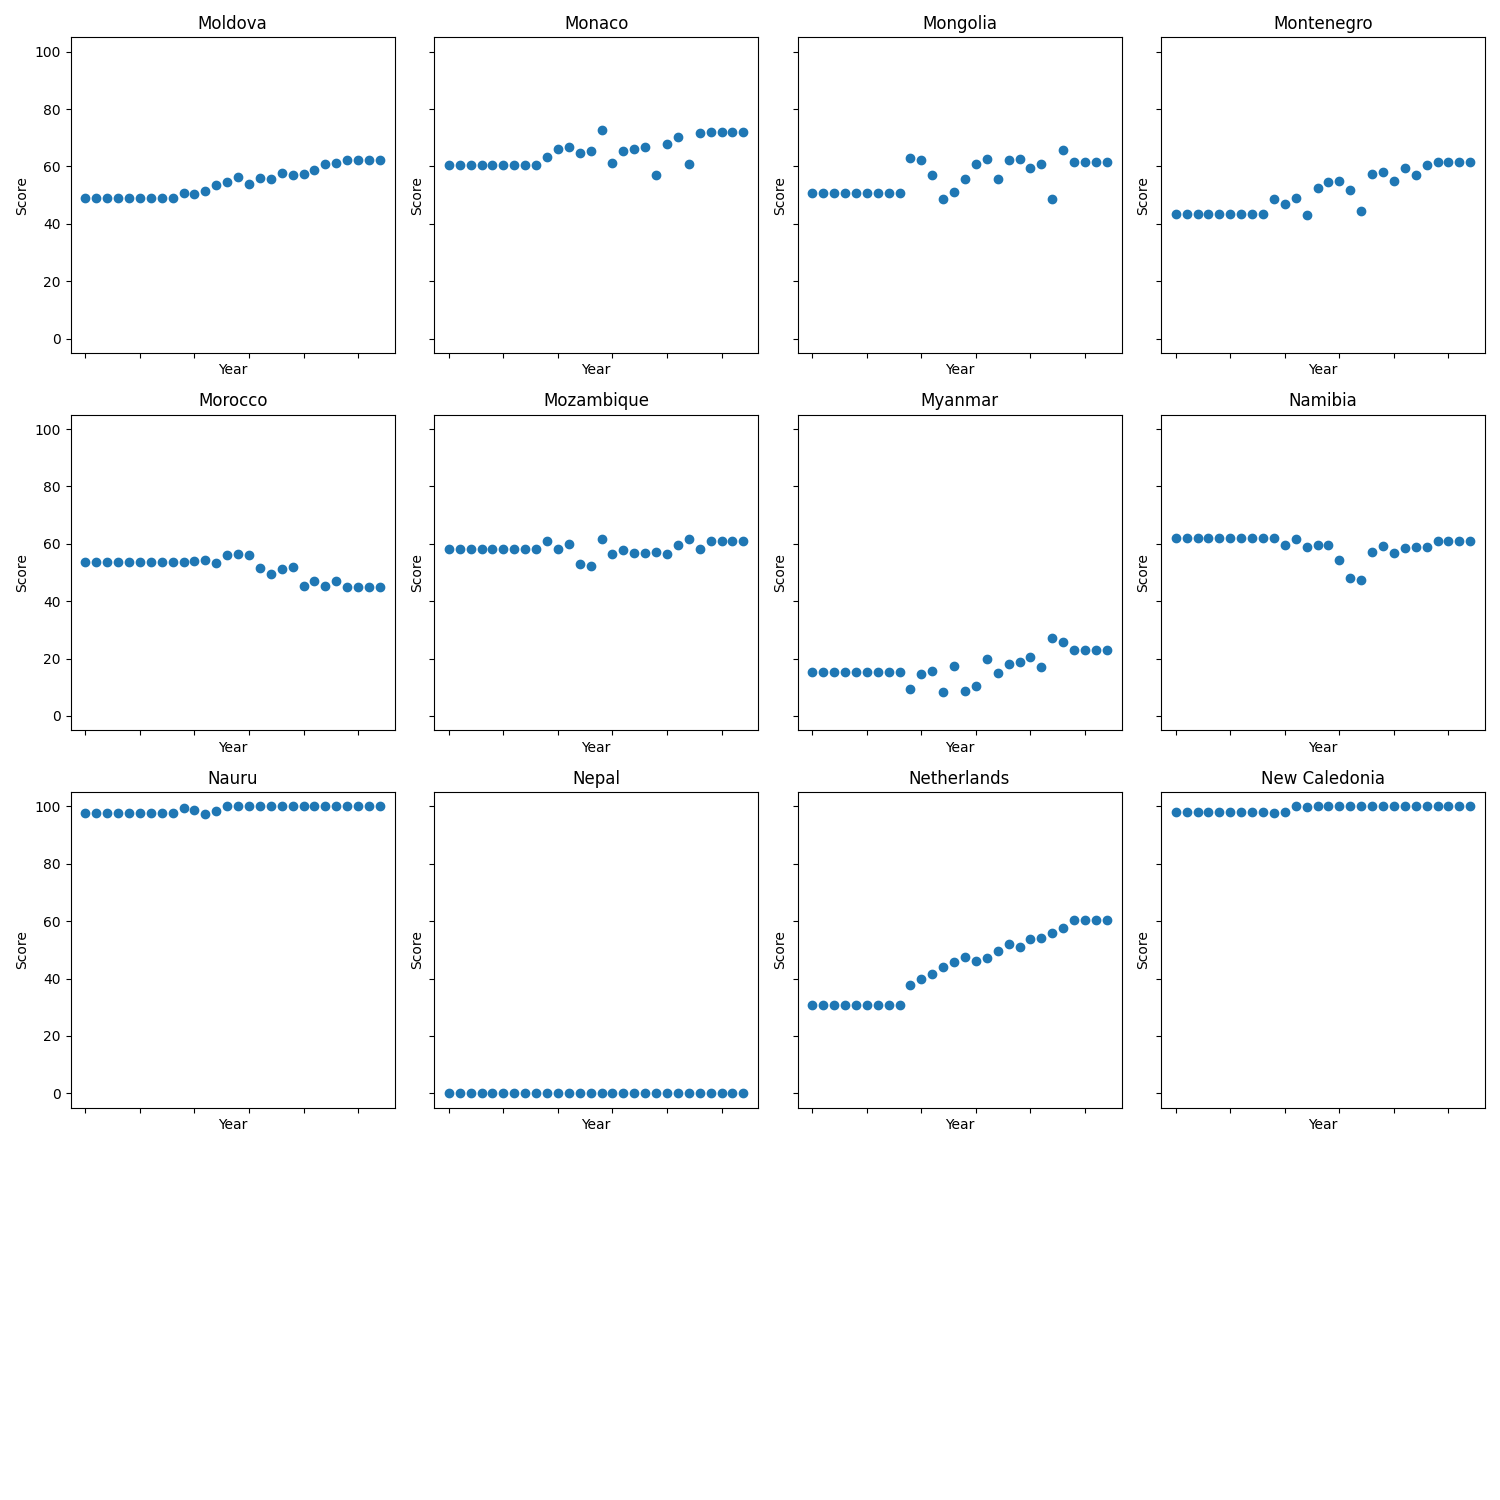 Moldova Monaco Mongolia Montenegro
100
80
60
40
20
0
Score Score Score Score
Year Year Year Year
Morocco Mozambique Myanmar Namibia
100
80
60
40
20
0
Score Score Score Score
Year Year Year Year
Nauru Nepal Netherlands New Caledonia
100
80
60
40
20
0
Score Score Score Score
Year Year Year Year